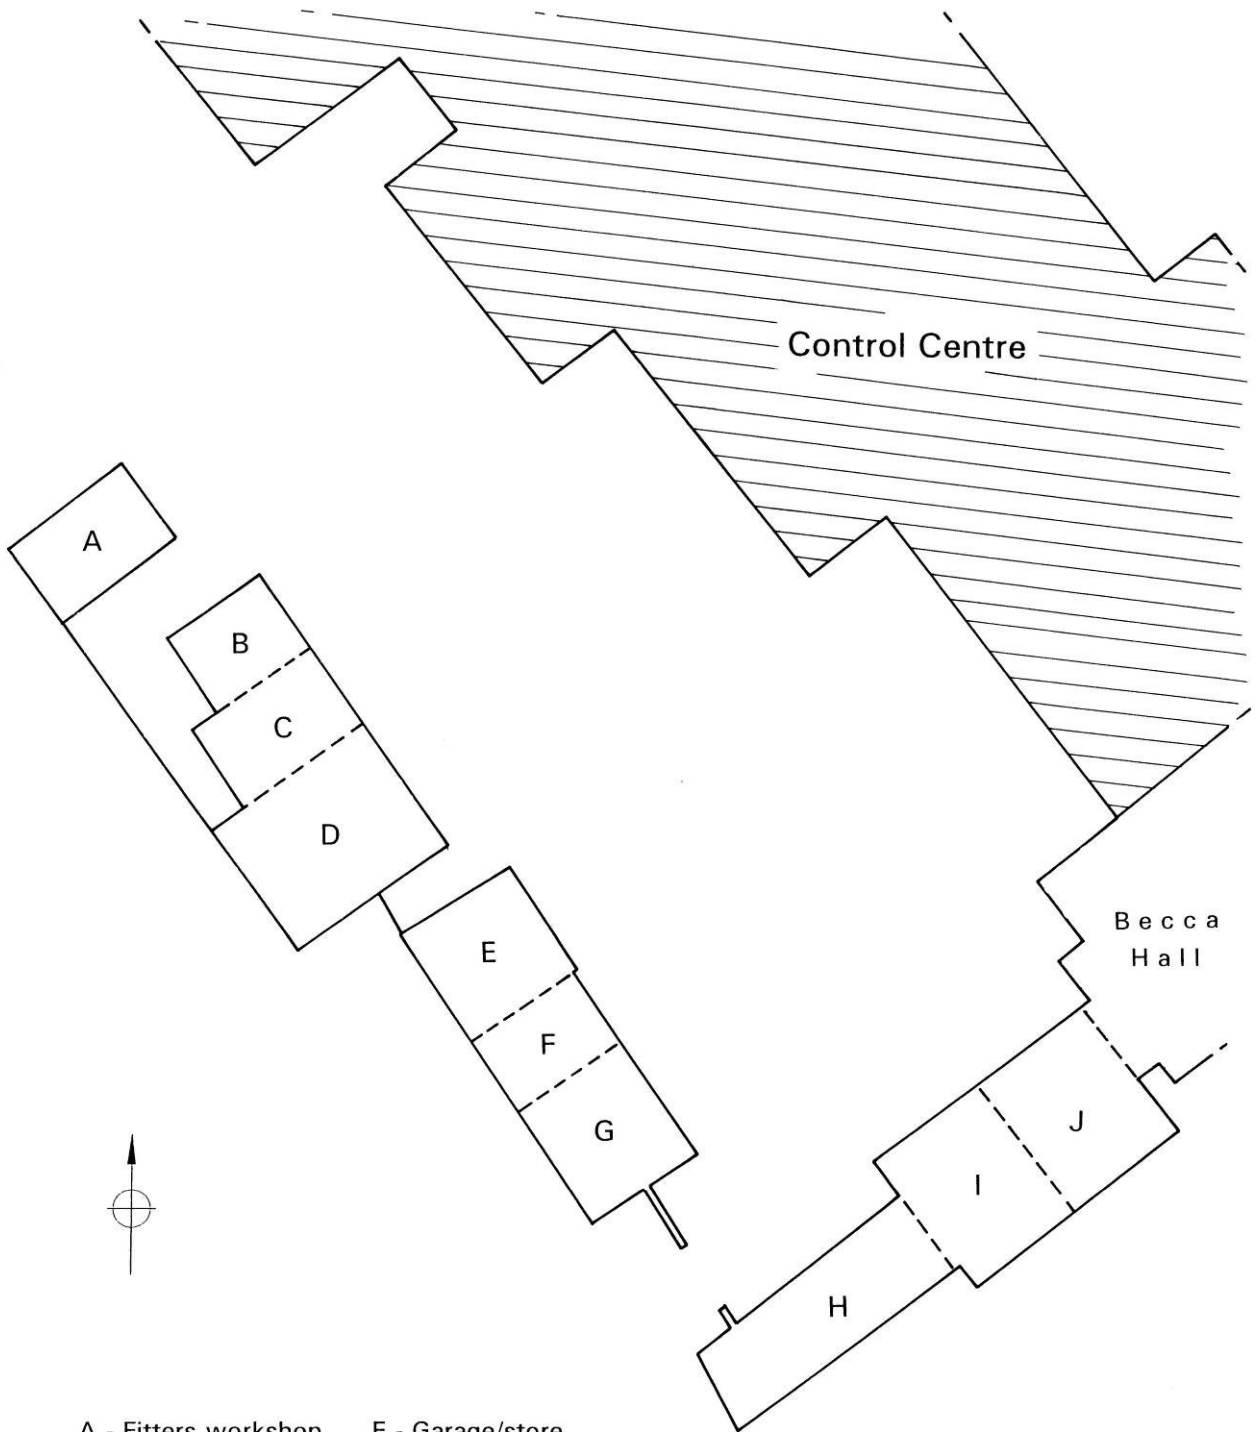 Control Centre
A
B
C
D
E
F
G
Becca
Hall
J
I
H
A - Fitters workshop
E - Garage/store